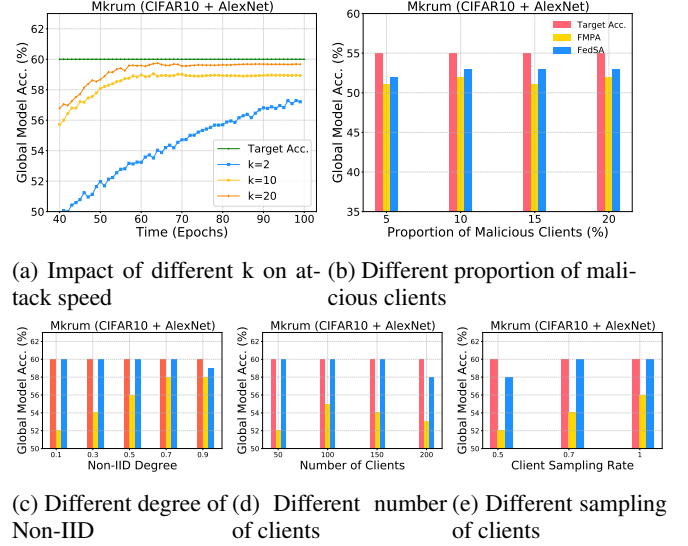 Mkrum (CIFAR10 + AlexNet)
Global Model Acc. (%)
62
60
58
56
54
52
50
40
50
60
70
80
90
100
Time (Epochs)
Target Acc.
k=2
k=10
k=20
Mkrum (CIFAR10 + AlexNet)
Global Model Acc. (%)
60
55
50
45
40
35
5
10
15
20
Proportion of Malicious Clients (%)
Target Acc.
FMPA
FedSA
(a) Impact of different k on at-
tack speed
(b) Different proportion of mali-
cious clients
Mkrum (CIFAR10 + AlexNet)
Global Model Acc. (%)
62
60
58
56
54
52
50
0.1
0.3
0.5
0.7
0.9
Non-IID Degree
Mkrum (CIFAR10 + AlexNet)
Global Model Acc. (%)
62
60
58
56
54
52
50
50
100
150
200
Number of Clients
Mkrum (CIFAR10 + AlexNet)
Global Model Acc. (%)
62
60
58
56
54
52
50
0.5
0.7
1
Client Sampling Rate
(c) Different degree of
Non-IID
(d) Different number
of clients
(e) Different sampling
of clients